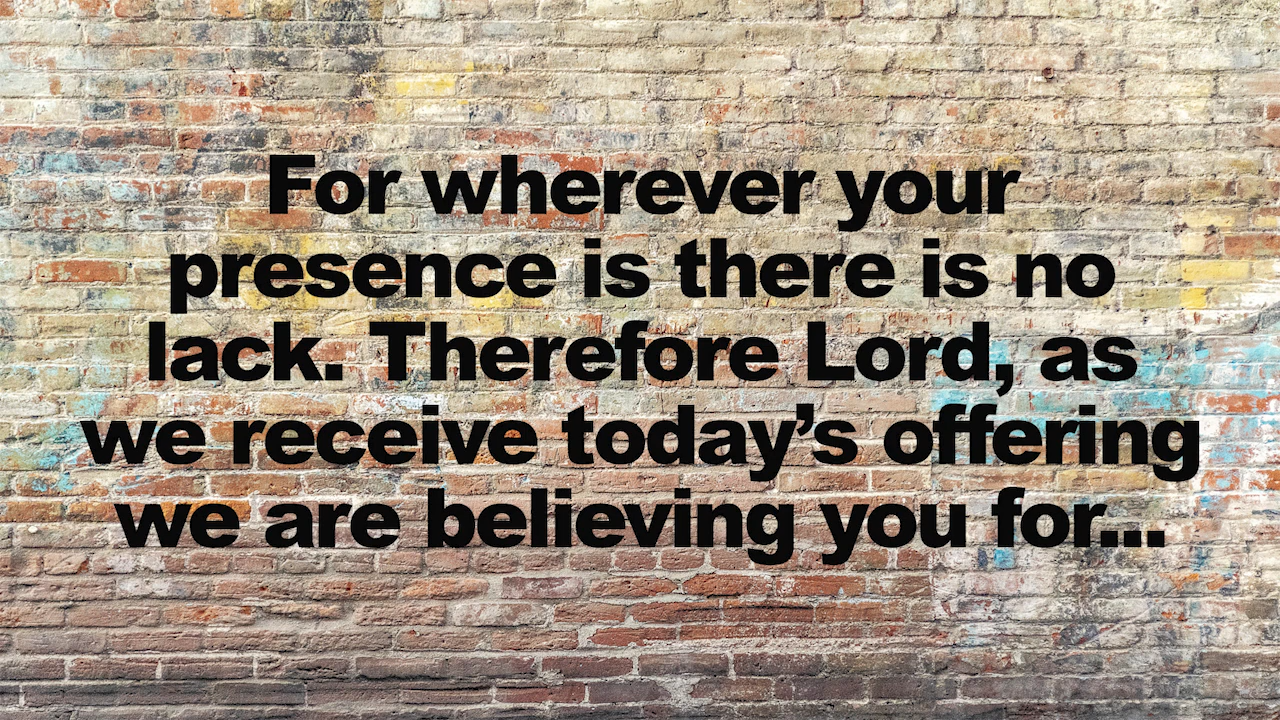 For wherever your
presence is there is no
lack. Therefore Lord, as
we receive today’s offering
we are believing you for...